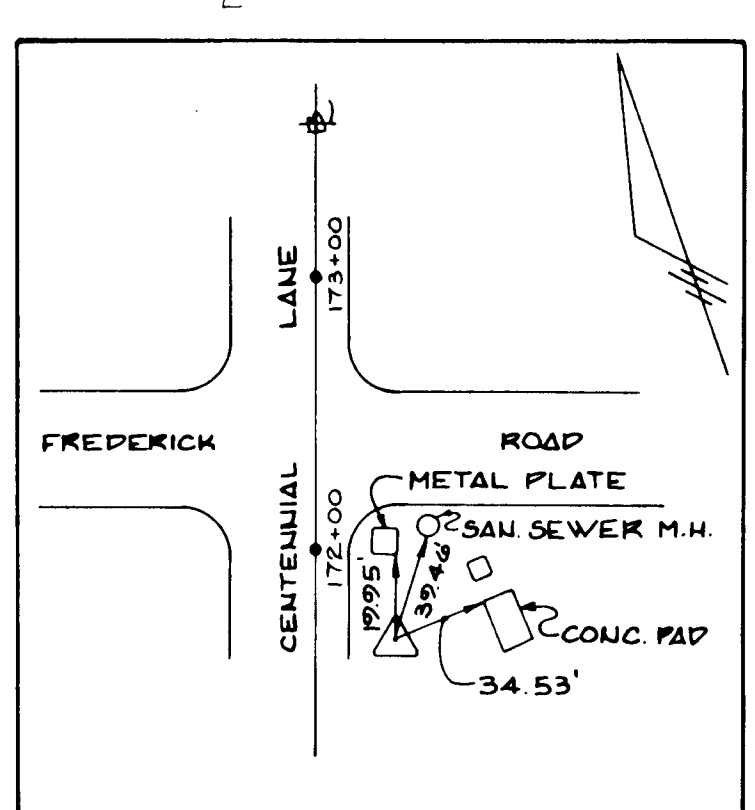 LANE
173+00
FREDERICK
ROAD
METAL PLATE
CENTENNIAL
172+00
SAN. SEWER M.H.
19.95'
39.46'
CONC. PAD
34.53'